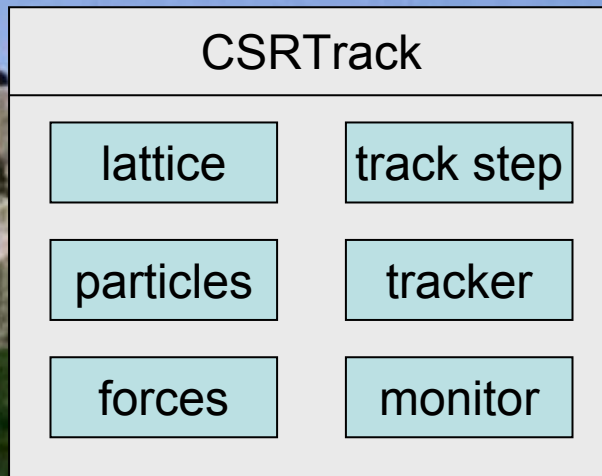 CSRTrack
lattice
track step
particles
tracker
forces
monitor